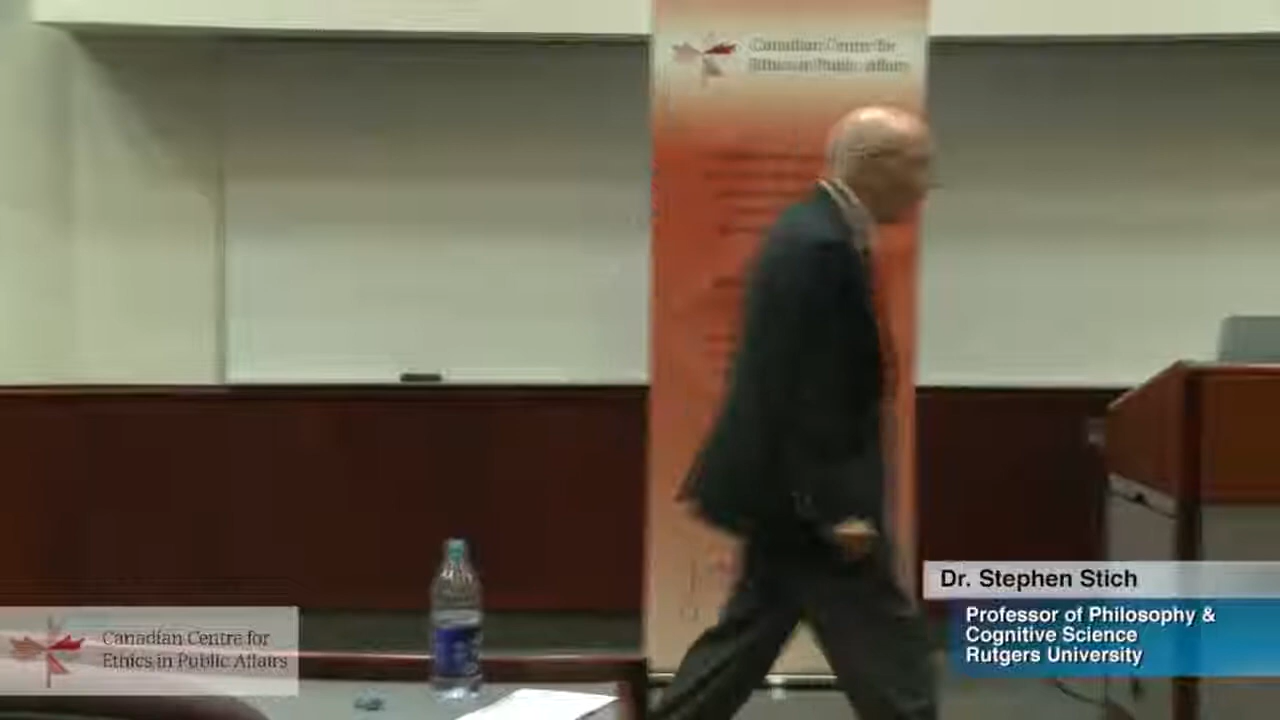 Canadian Centre for
Ethics in Public Affairs
Dr. Stephen Stich
Professor of Philosophy &
Cognitive Science
Rutgers University
Canadian Centre for
Ethics in Public Affairs